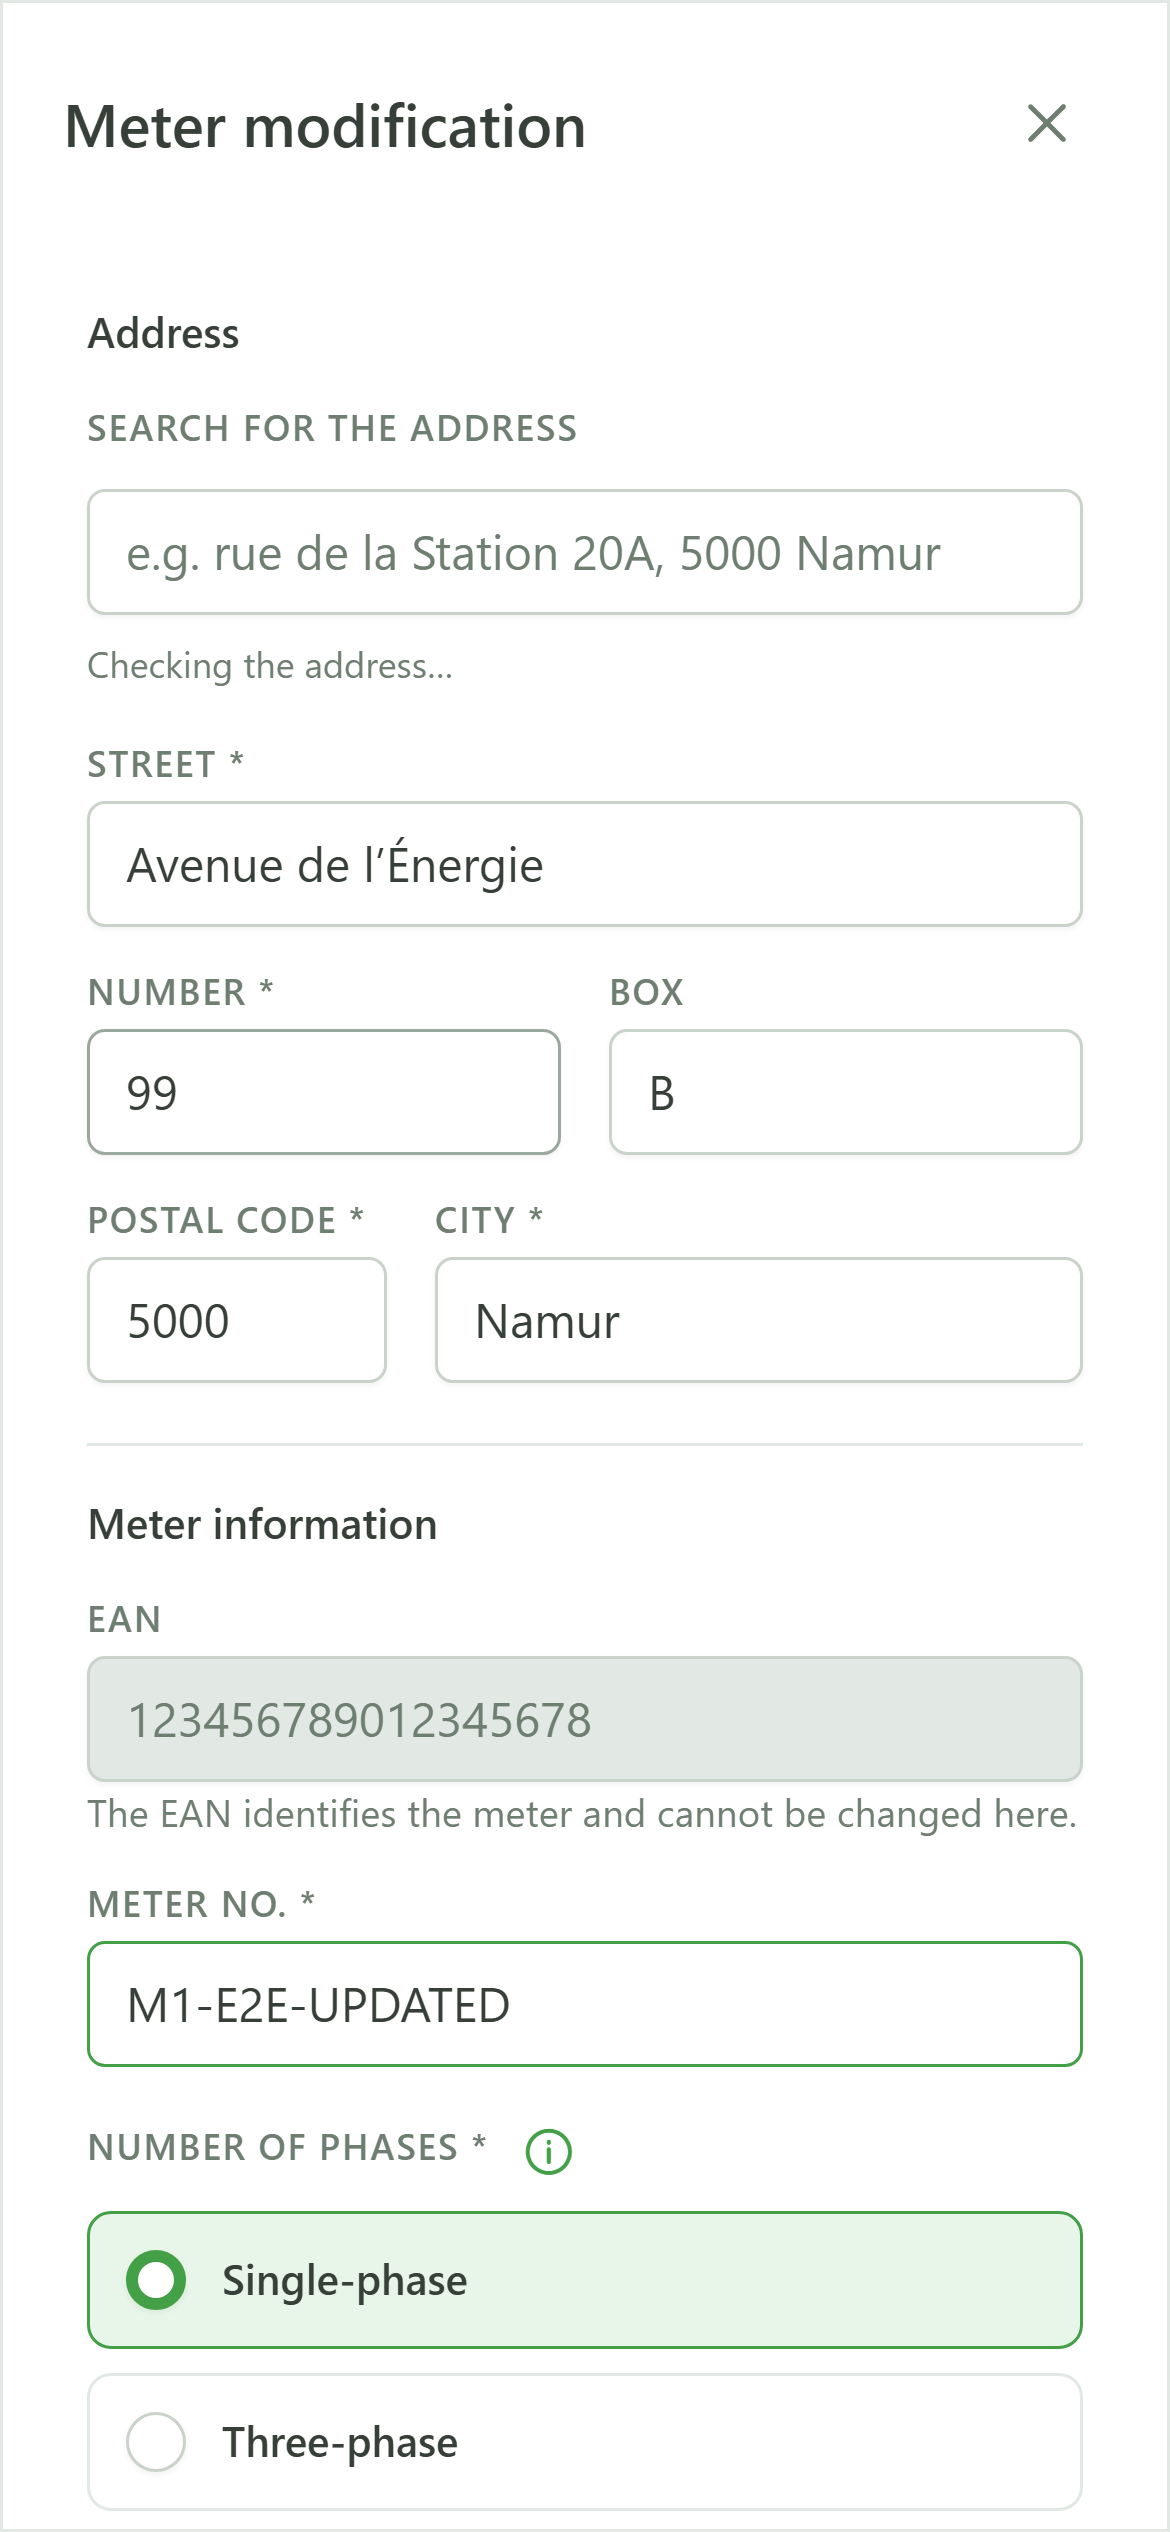 Meter modification
Address
SEARCH FOR THE ADDRESS
e.g. rue de la Station 20A, 5000 Namur
Checking the address...
STREET *
Avenue de l’Énergie
NUMBER * BOX
99 B
POSTAL CODE * CITY *
5000 Namur
Meter information
EAN
123456789012345678
The EAN identifies the meter and cannot be changed here.
METER NO. *
M1-E2E-UPDATED
NUMBER OF PHASES *
Single-phase
Three-phase